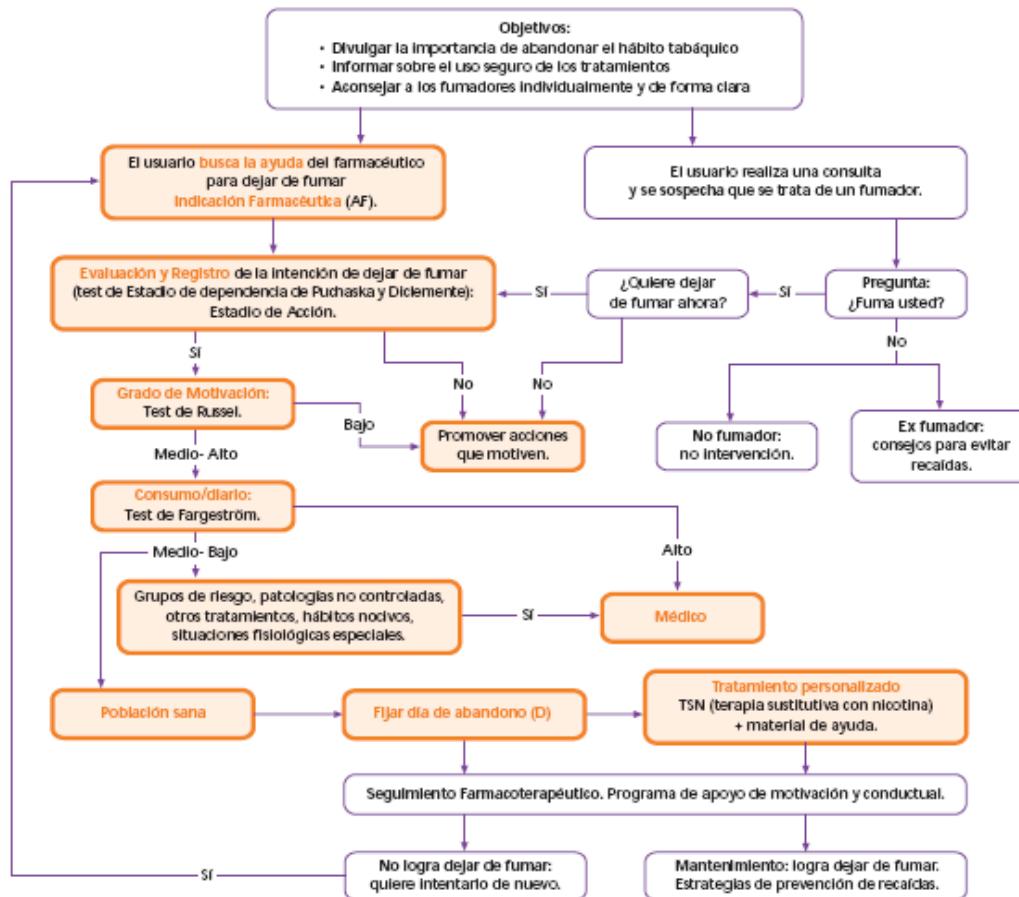 Objetivos:
• Divulgar la importancia de abandonar el hábito tabáquico
• Informar sobre el uso seguro de los tratamientos
• Aconsejar a los fumadores individualmente y de forma clara
El usuario busca la ayuda del farmacéutico
para dejar de fumar
Indicación Farmacéutica (AF).
El usuario realiza una consulta
y se sospecha que se trata de un fumador.
Evaluación y Registro de la intención de dejar de fumar
(test de Estadio de dependencia de Puchaska y Diclemente):
Estadio de Acción.
Sí
¿Quiere dejar
de fumar ahora?
Sí
Pregunta:
¿Fuma usted?
Sí
No
No
No
Grado de Motivación:
Test de Russel.
Bajo
Promover acciones
que motiven.
No fumador:
no intervención.
Ex fumador:
consejos para evitar
recaídas.
Medio- Alto
Consumo/diario:
Test de Fargeström.
Medio- Bajo
Alto
Grupos de riesgo, patologías no controladas,
otros tratamientos, hábitos nocivos,
situaciones fisiológicas especiales.
Sí
Médico
Población sana
Fijar día de abandono (D)
Tratamiento personalizado
TSN (terapia sustitutiva con nicotina)
+ material de ayuda.
Seguimiento Farmacoterapéutico. Programa de apoyo de motivación y conductual.
Sí
No logra dejar de fumar:
quiere intentarlo de nuevo.
Mantenimiento: logra dejar de fumar.
Estrategias de prevención de recaídas.